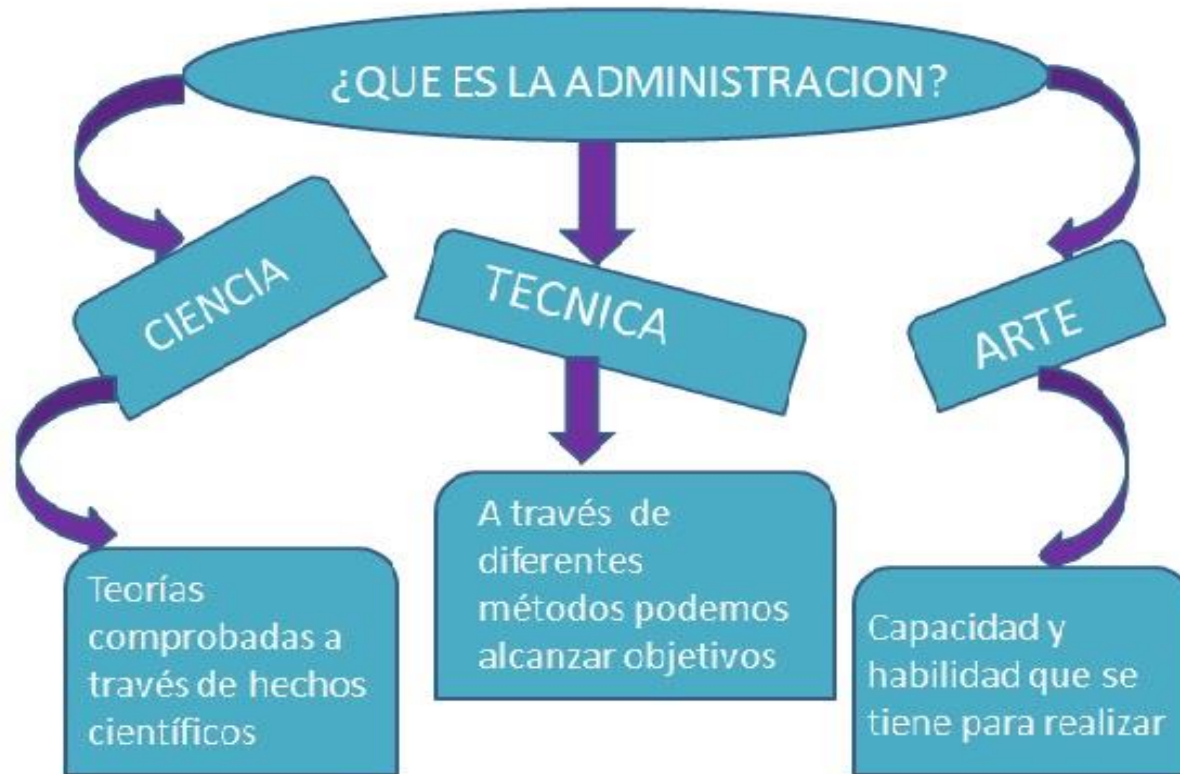 ¿QUE ES LA ADMINISTRACION?
CIENCIA
TECNICA
ARTE
Teorías
comprobadas a
través de hechos
científicos
A través de
diferentes
métodos podemos
alcanzar objetivos
Capacidad y
habilidad que se
tiene para realizar